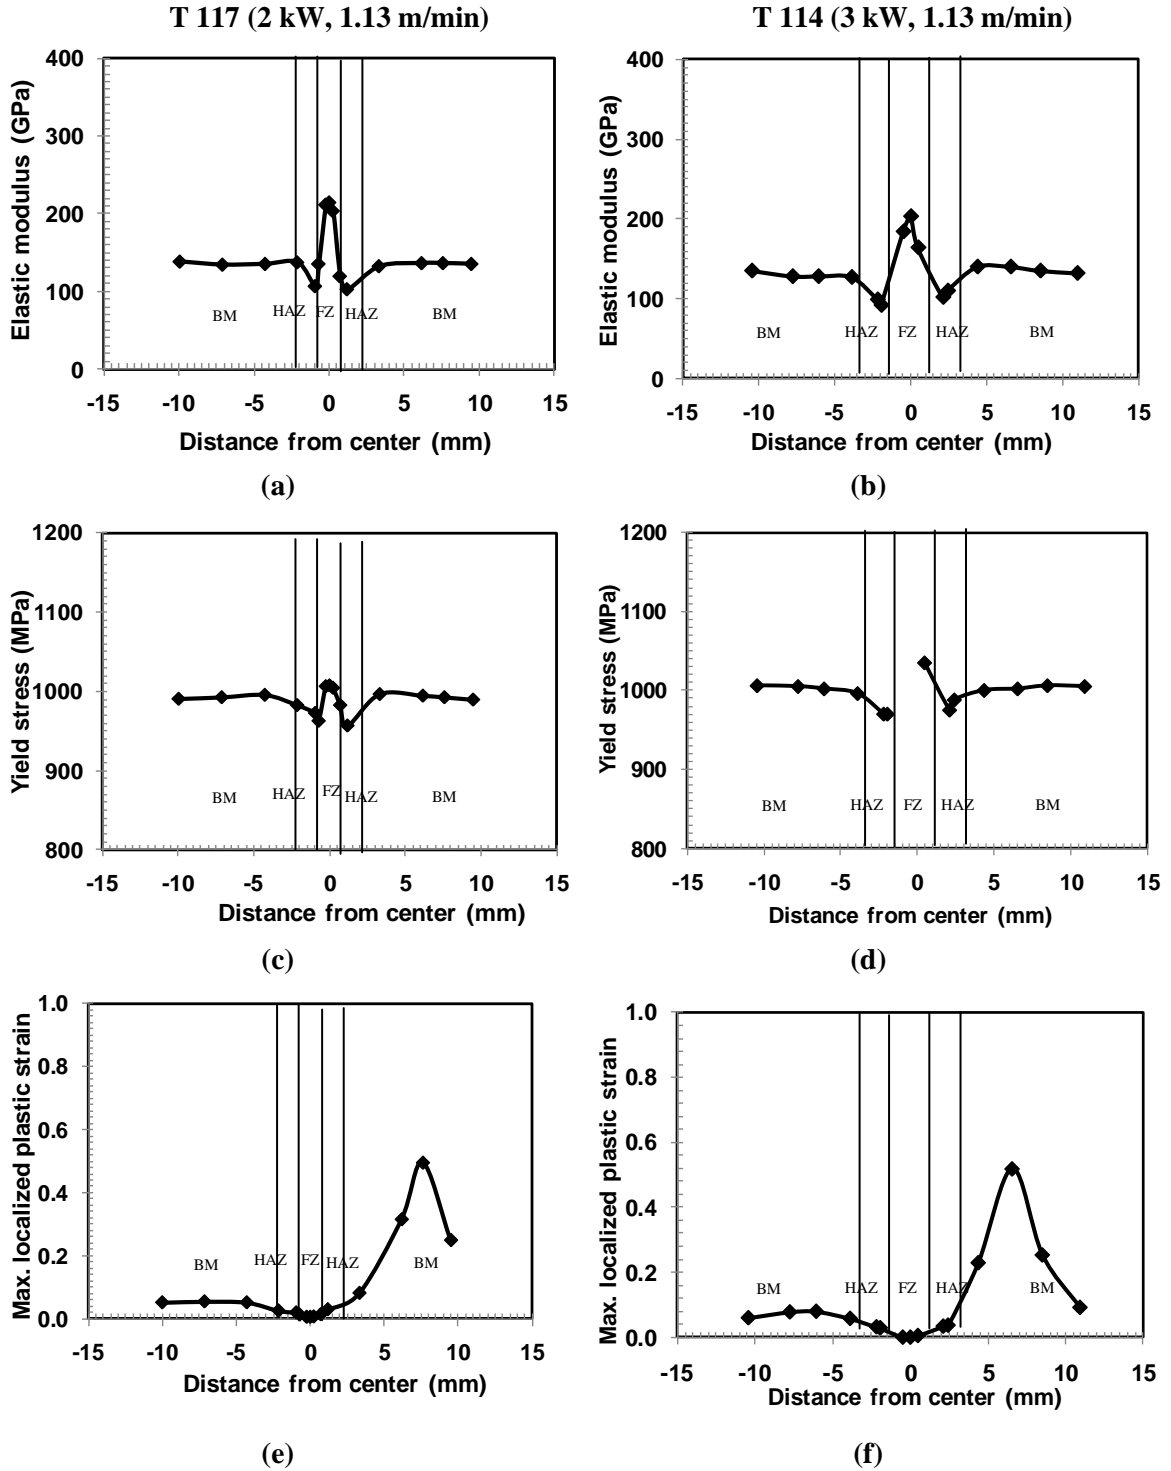 T 117 (2 kW, 1.13 m/min)
T 114 (3 kW, 1.13 m/min)
Elastic modulus (GPa)
400
300
200
100
0
BM
HAZ
FZ
HAZ
BM
-15 -10 -5 0 5 10 15
Distance from center (mm)
(a)
Elastic modulus (GPa)
400
300
200
100
0
BM
HAZ
FZ
HAZ
BM
-15 -10 -5 0 5 10 15
Distance from center (mm)
(b)
Yield stress (MPa)
1200
1100
1000
900
800
BM
HAZ
FZ
HAZ
BM
-15 -10 -5 0 5 10 15
Distance from center (mm)
(c)
Yield stress (MPa)
1200
1100
1000
900
800
BM
HAZ
FZ
HAZ
BM
-15 -10 -5 0 5 10 15
Distance from center (mm)
(d)
Max. localized plastic strain
1.0
0.8
0.6
0.4
0.2
0.0
BM
HAZ
FZ
HAZ
BM
-15 -10 -5 0 5 10 15
Distance from center (mm)
(e)
Max. localized plastic strain
1.0
0.8
0.6
0.4
0.2
0.0
BM
HAZ
FZ
HAZ
BM
-15 -10 -5 0 5 10 15
Distance from center (mm)
(f)